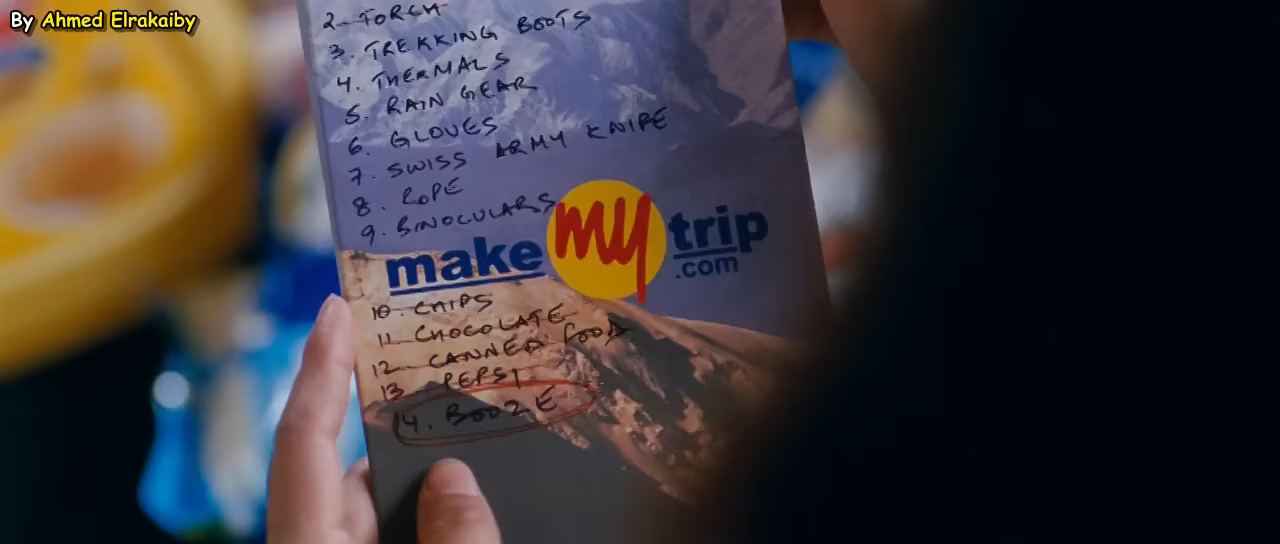 By Ahmed Elrakaiby
2. TORCH
3. TREKKING BOOTS
4. THERMALS
5. RAIN GEAR
6. GLOVES
7. SWISS ARMY KNIFE
8. ROPE
9. BINOCULARS
make my trip
.com
10. CHIPS
11. CHOCOLATE
12. CANNED FOOD
13. PEPSI
14. BOOZE